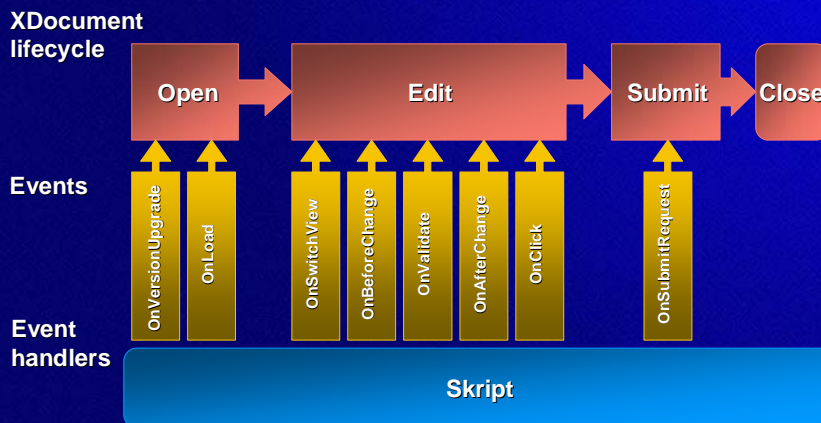 XDocument
lifecycle
Open
Edit
Submit
Close
Events
OnVersionUpgrade
OnLoad
OnSwitchView
OnBeforeChange
OnValidate
OnAfterChange
OnClick
OnSubmitRequest
Event
handlers
Skript